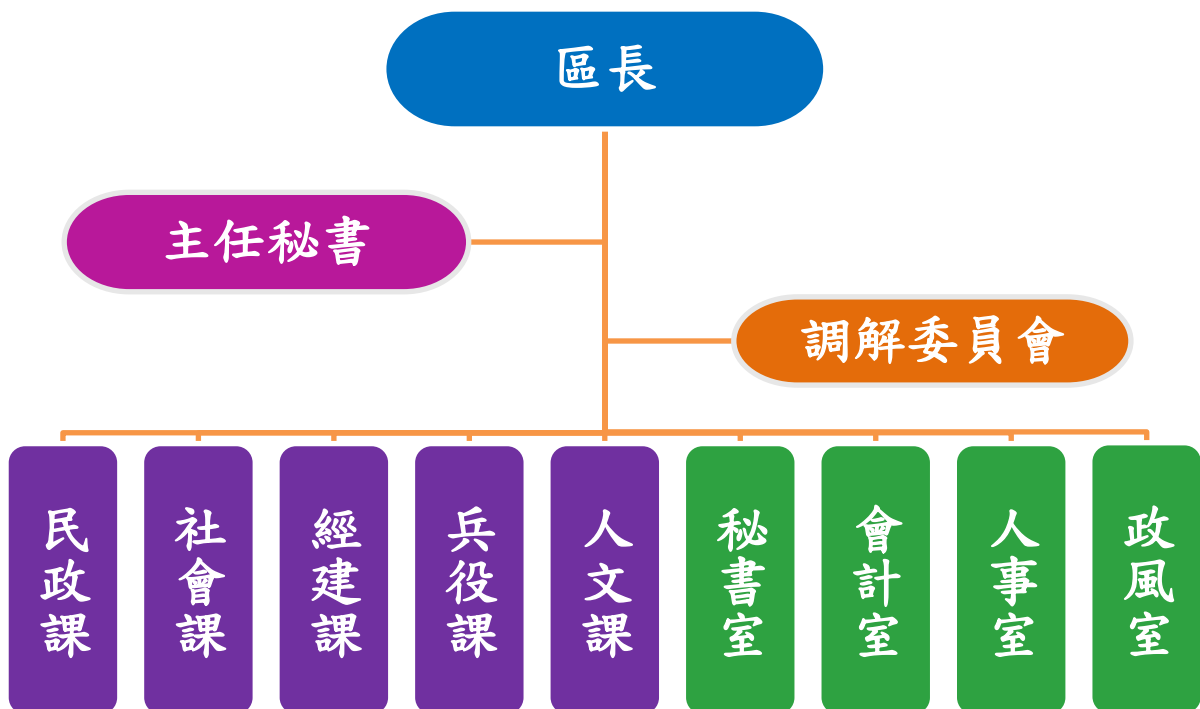 區長
主任秘書
調解委員會
民政課
社會課
經建課
兵役課
人文課
秘書室
會計室
人事室
政風室